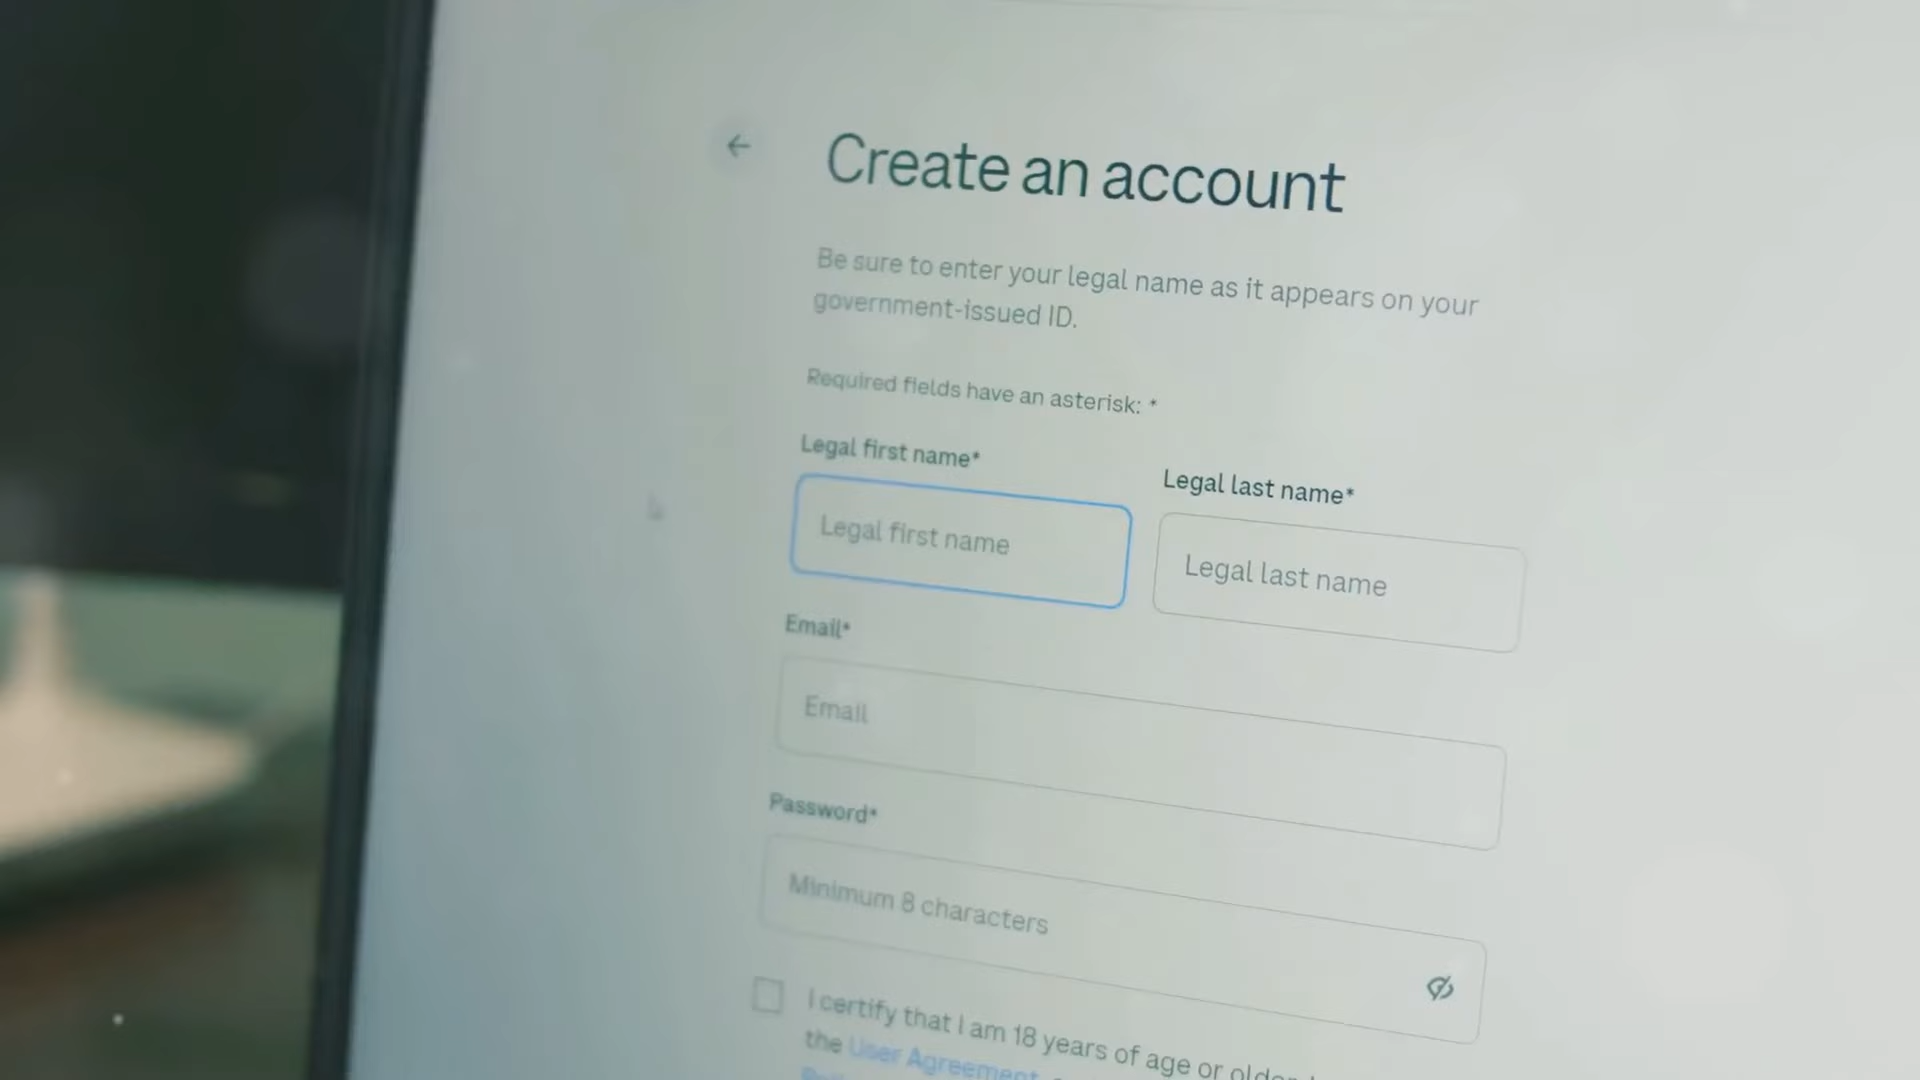 Create an account
Be sure to enter your legal name as it appears on your
government-issued ID.
Required fields have an asterisk: *
Legal first name*
Legal last name*
Legal first name
Legal last name
Email*
Email
Password*
Minimum 8 characters
I certify that I am 18 years of age or older,
the User Agreement